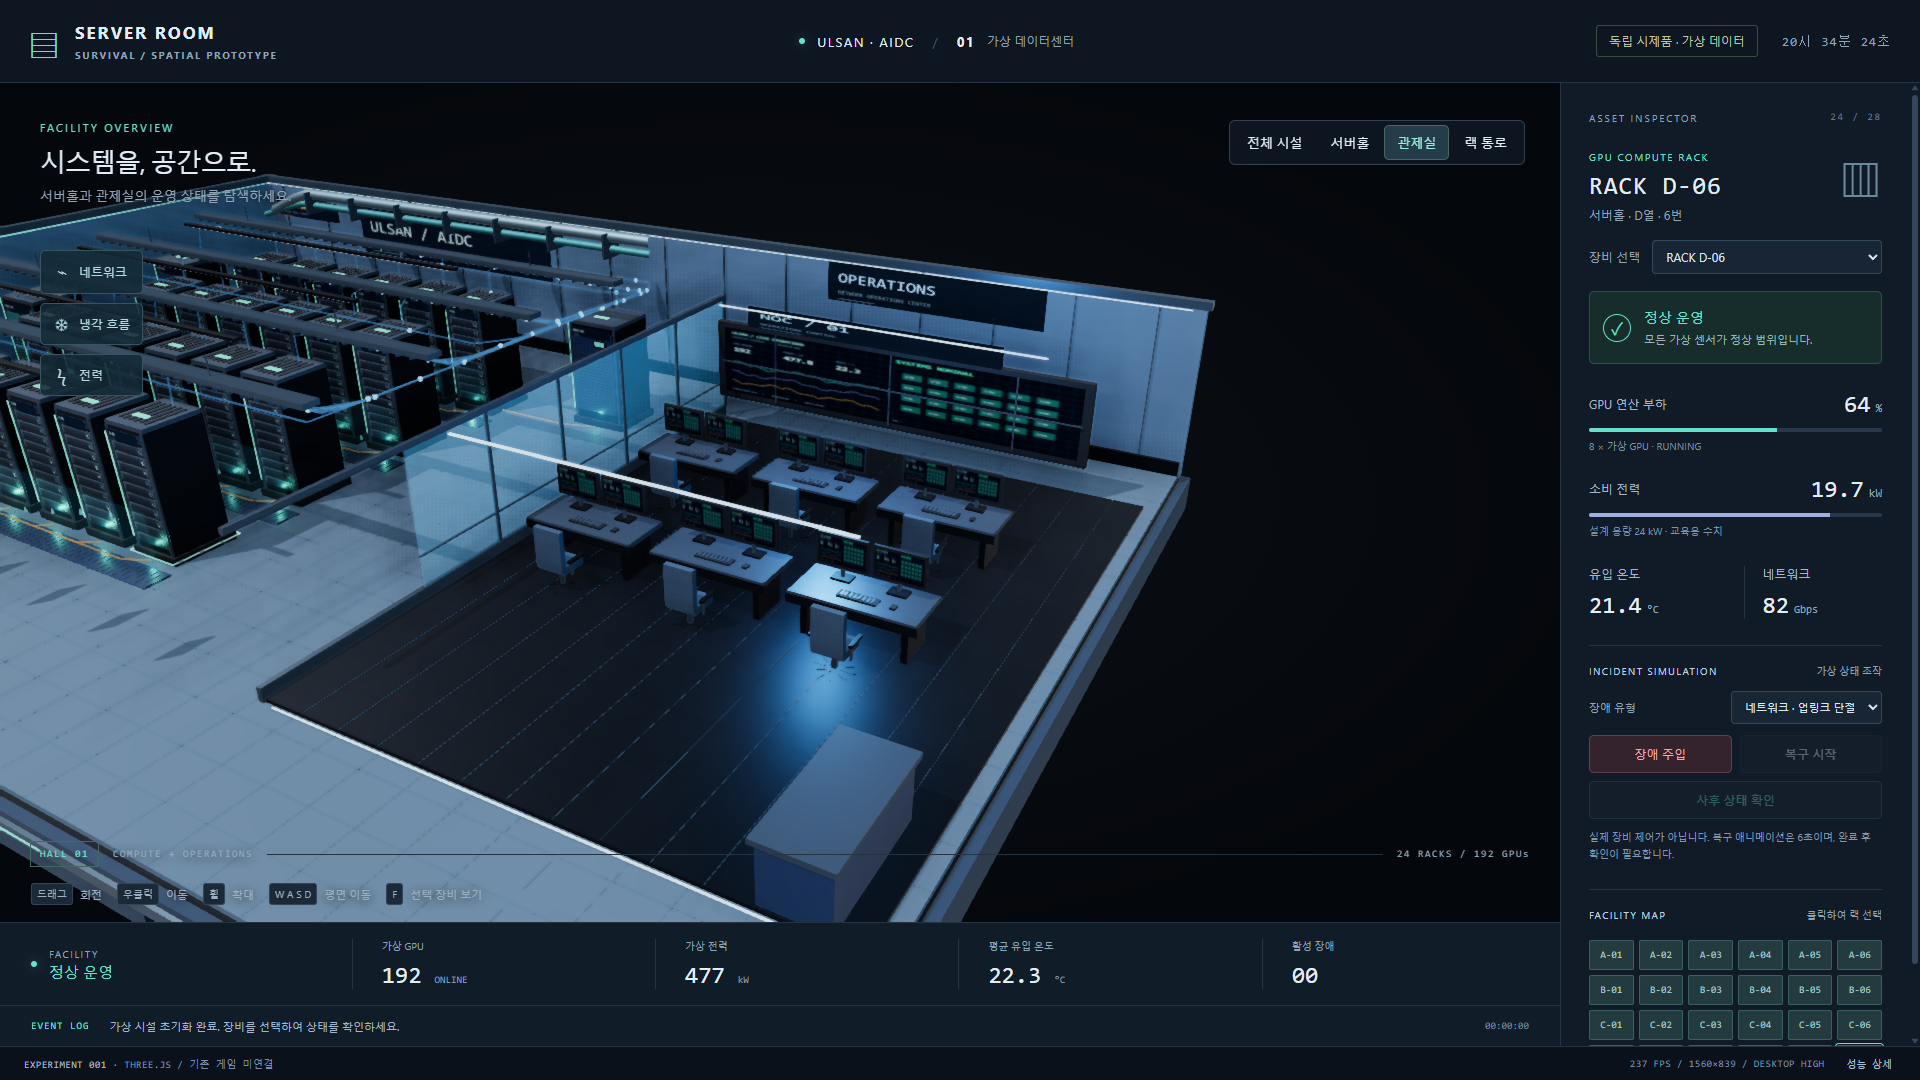 SERVER ROOM
SURVIVAL / SPATIAL PROTOTYPE
ULSAN · AIDC / 01 가상 데이터센터
독립 시제품 · 가상 데이터
20시 34분 24초
FACILITY OVERVIEW
시스템을, 공간으로.
서버홀과 관제실의 운영 상태를 탐색하세요.
전체 시설
서버홀
관제실
랙 통로
네트워크
냉각 흐름
전력
ULSAN / AIDC
OPERATIONS
NETWORK OPERATIONS CENTER
NOC / 01
SYSTEMS NOMINAL
192
477.0
22.3
HALL 01 COMPUTE + OPERATIONS
24 RACKS / 192 GPUs
드래그 회전 우클릭 이동 휠 확대 WASD 평면 이동 F 선택 장비 보기
FACILITY
정상 운영
가상 GPU
192 ONLINE
가상 전력
477 kW
평균 유입 온도
22.3 °C
활성 장애
00
EVENT LOG 가상 시설 초기화 완료. 장비를 선택하여 상태를 확인하세요.
00:00:00
EXPERIMENT 001 · THREE.JS / 기존 게임 미연결
237 FPS / 1560×839 / DESKTOP HIGH 성능 상세
ASSET INSPECTOR 24 / 28
GPU COMPUTE RACK
RACK D-06
서버홀 · D열 · 6번
장비 선택 RACK D-06
정상 운영
모든 가상 센서가 정상 범위입니다.
GPU 연산 부하 64 %
8 × 가상 GPU · RUNNING
소비 전력 19.7 kW
설계 용량 24 kW · 교육용 수치
유입 온도 네트워크
21.4 °C 82 Gbps
INCIDENT SIMULATION 가상 상태 조작
장애 유형 네트워크 · 업링크 단절
장애 주입 복구 시작
사후 상태 확인
실제 장비 제어가 아닙니다. 복구 애니메이션은 6초이며, 완료 후
확인이 필요합니다.
FACILITY MAP 클릭하여 랙 선택
A-01 A-02 A-03 A-04 A-05 A-06
B-01 B-02 B-03 B-04 B-05 B-06
C-01 C-02 C-03 C-04 C-05 C-06